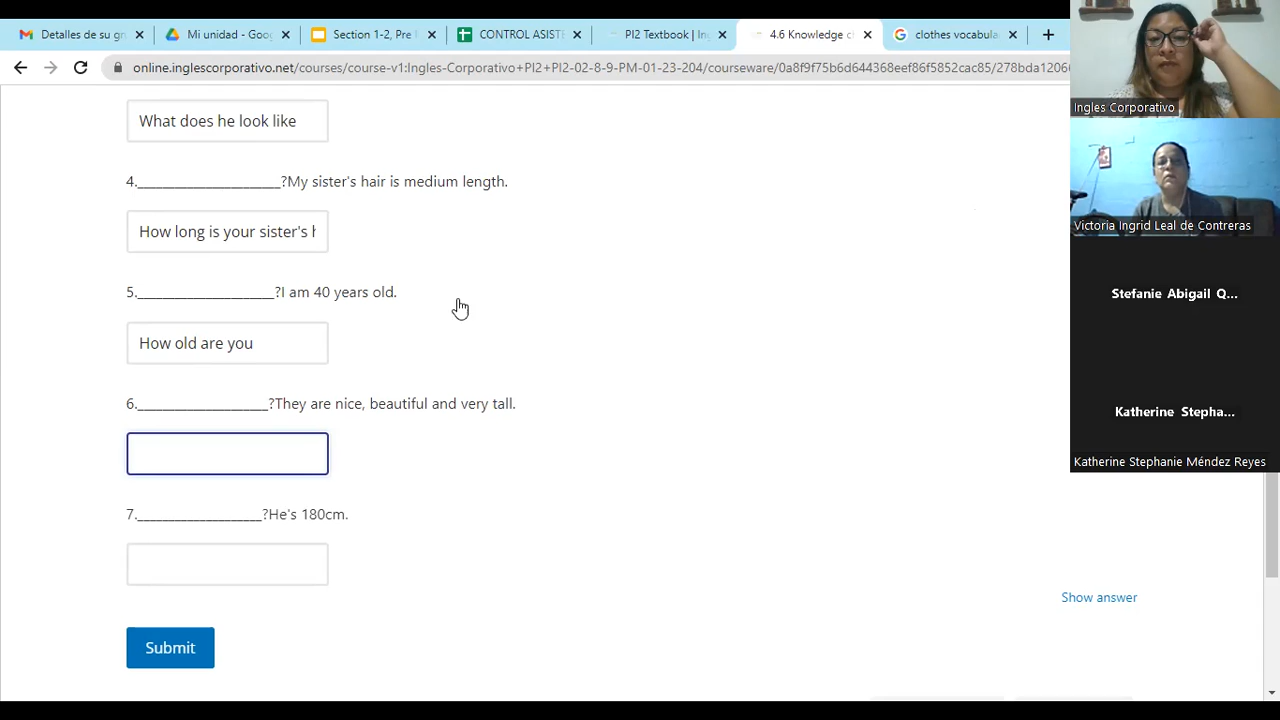 Detalles de su gr
Mi unidad - Goo
Section 1-2, Pre
CONTROL ASIST
PI2 Textbook | In
4.6 Knowledge c
clothes vocabula
online.inglescorporativo.net/courses/course-v1:Ingles-Corporativo+PI2+PI2-02-8-9-PM-01-23-204/courseware/0a8f9f75b6d644368eef86f5852cac85/278bda1206
What does he look like
4.____________________?My sister's hair is medium length.
How long is your sister's h
5.____________________?I am 40 years old.
How old are you
6.___________________?They are nice, beautiful and very tall.
7.__________________?He's 180cm.
Show answer
Submit
Ingles Corporativo
Victoria Ingrid Leal de Contreras
Stefanie Abigail Q...
Katherine Stepha...
Katherine Stephanie Méndez Reyes